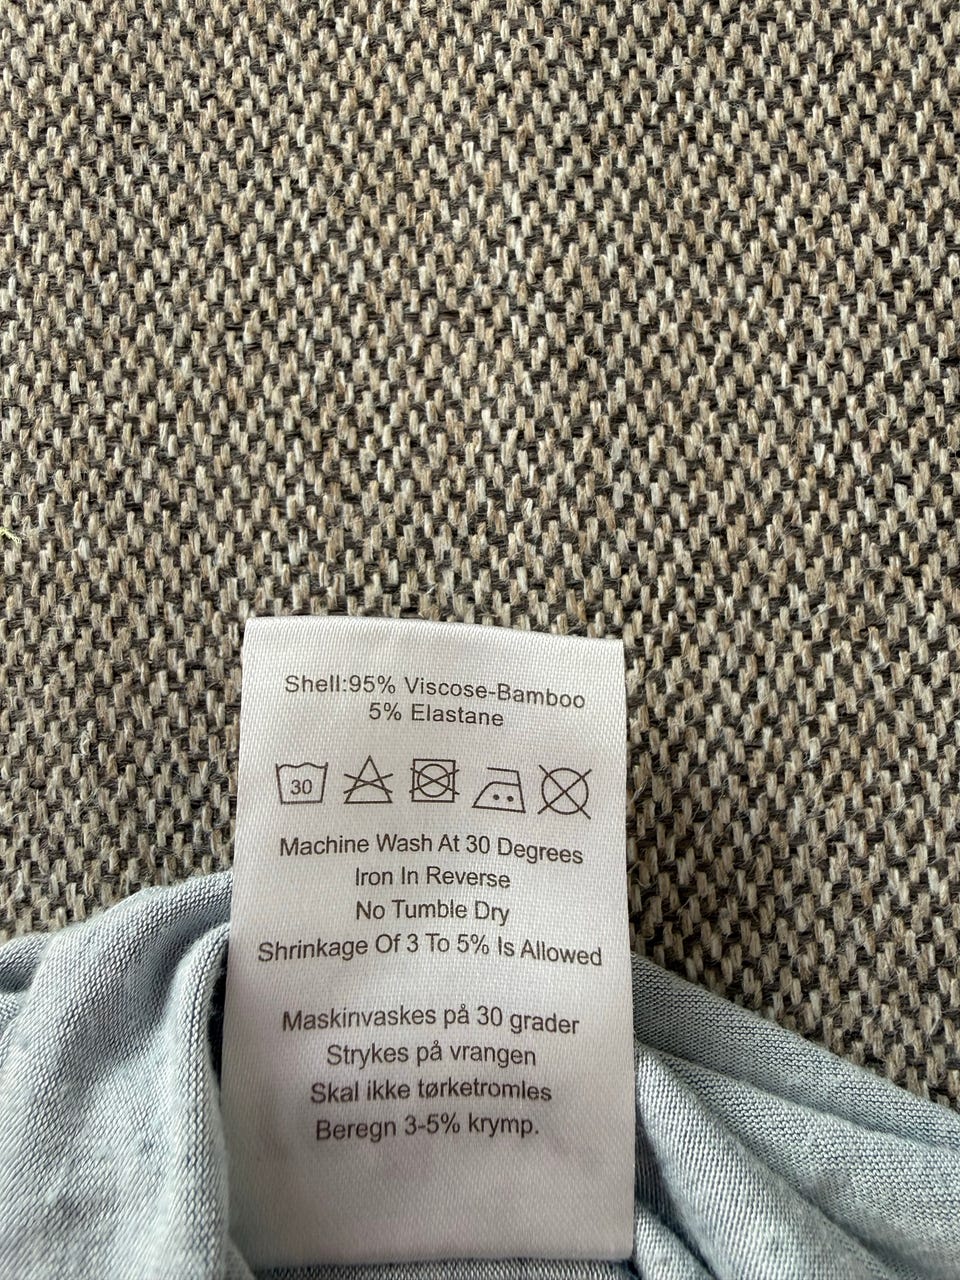 Shell:95% Viscose-Bamboo
5% Elastane
30
Machine Wash At 30 Degrees
Iron In Reverse
No Tumble Dry
Shrinkage Of 3 To 5% Is Allowed
Maskinvaskes på 30 grader
Strykes på vrangen
Skal ikke tørketromles
Beregn 3-5% krymp.